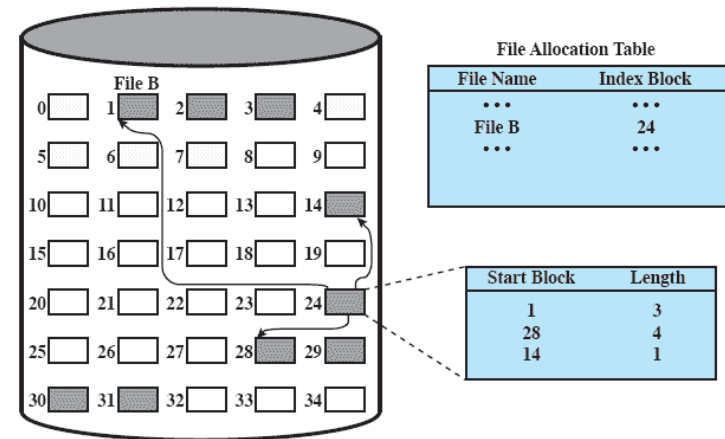 File Allocation Table
File Name Index Block
• • • • • •
File B 24
• • • • • •
File B
0 1 2 3 4
5 6 7 8 9
10 11 12 13 14
15 16 17 18 19
20 21 22 23 24
25 26 27 28 29
30 31 32 33 34
Start Block Length
1 3
28 4
14 1